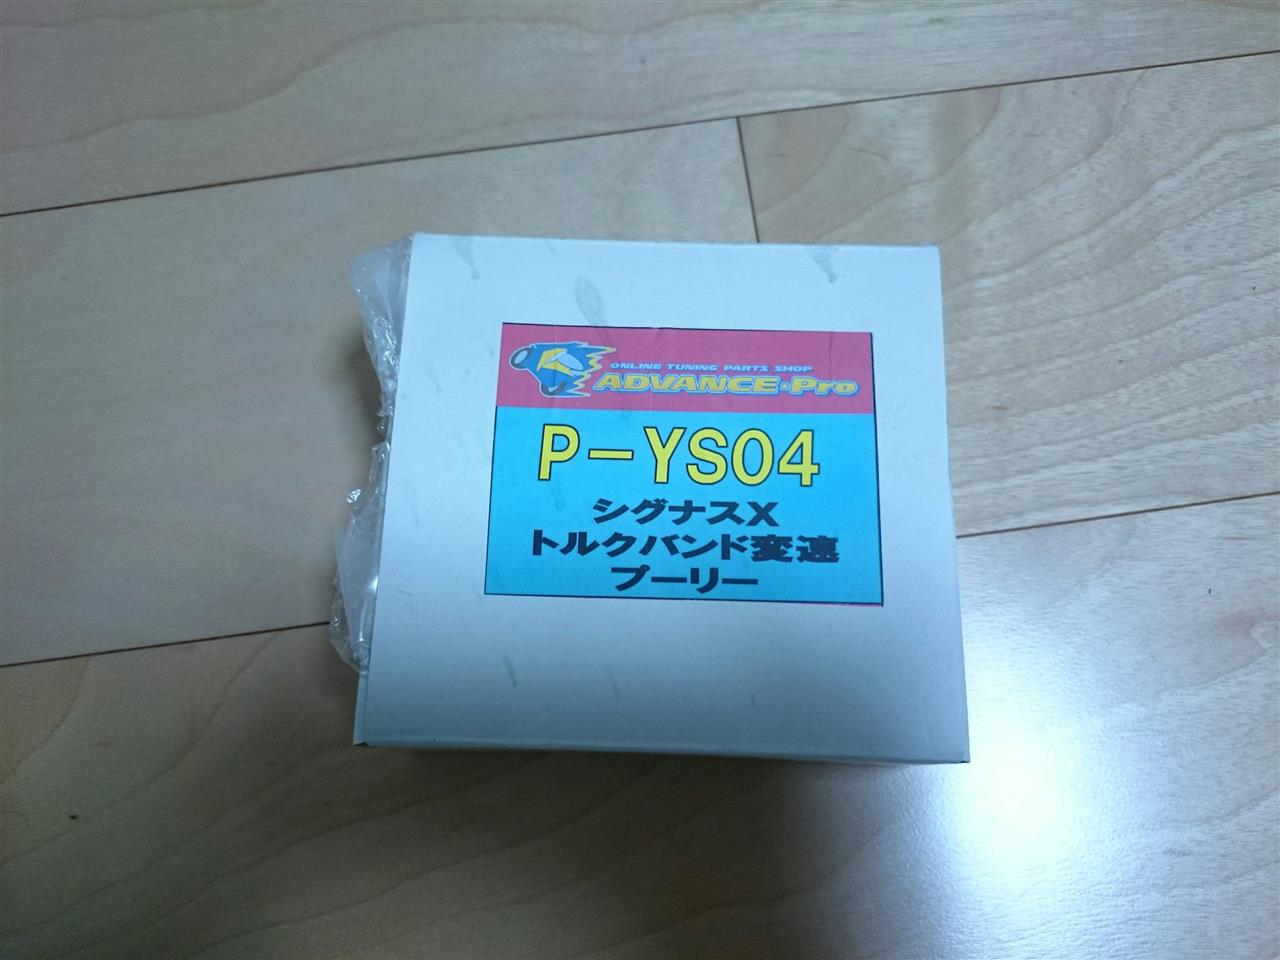 ONLINE TUNING PARTS SHOP
ADVANCE•Pro
P-YS04
シグナスX
トルクバンド変速
プーリー